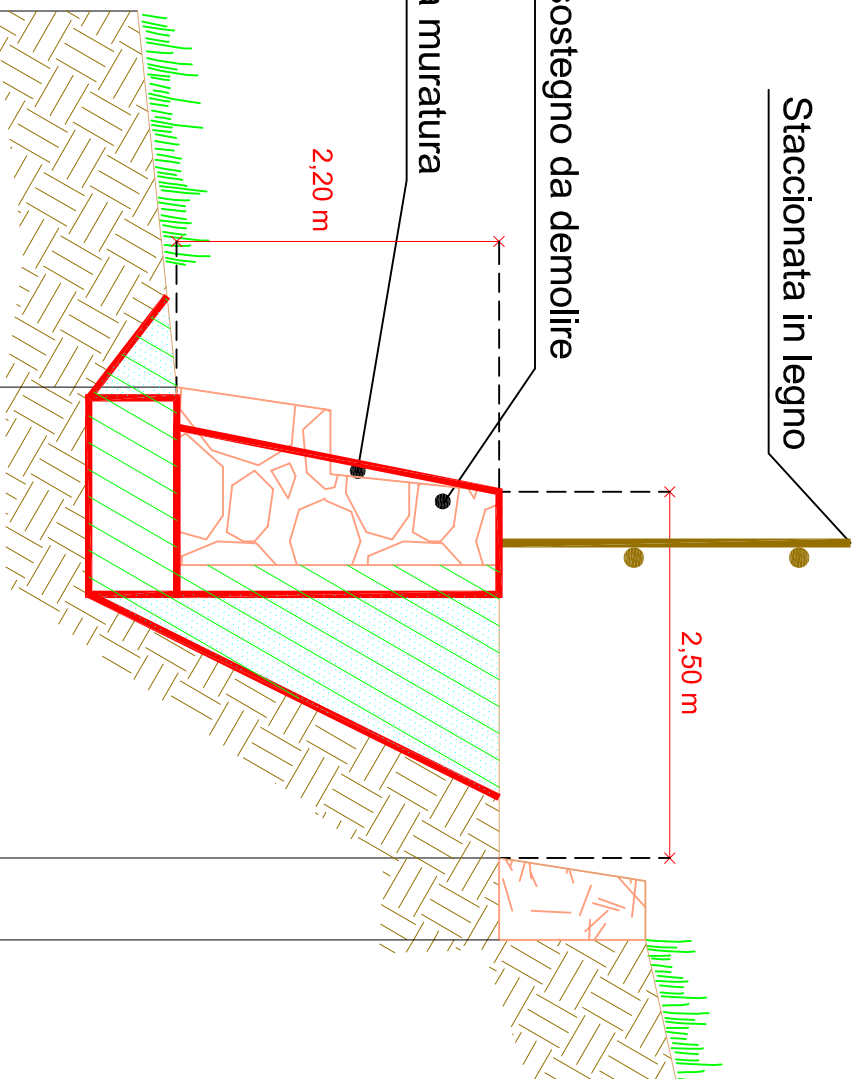 Staccionata in legno
sostegno da demolire
a muratura
2,20 m
2,50 m